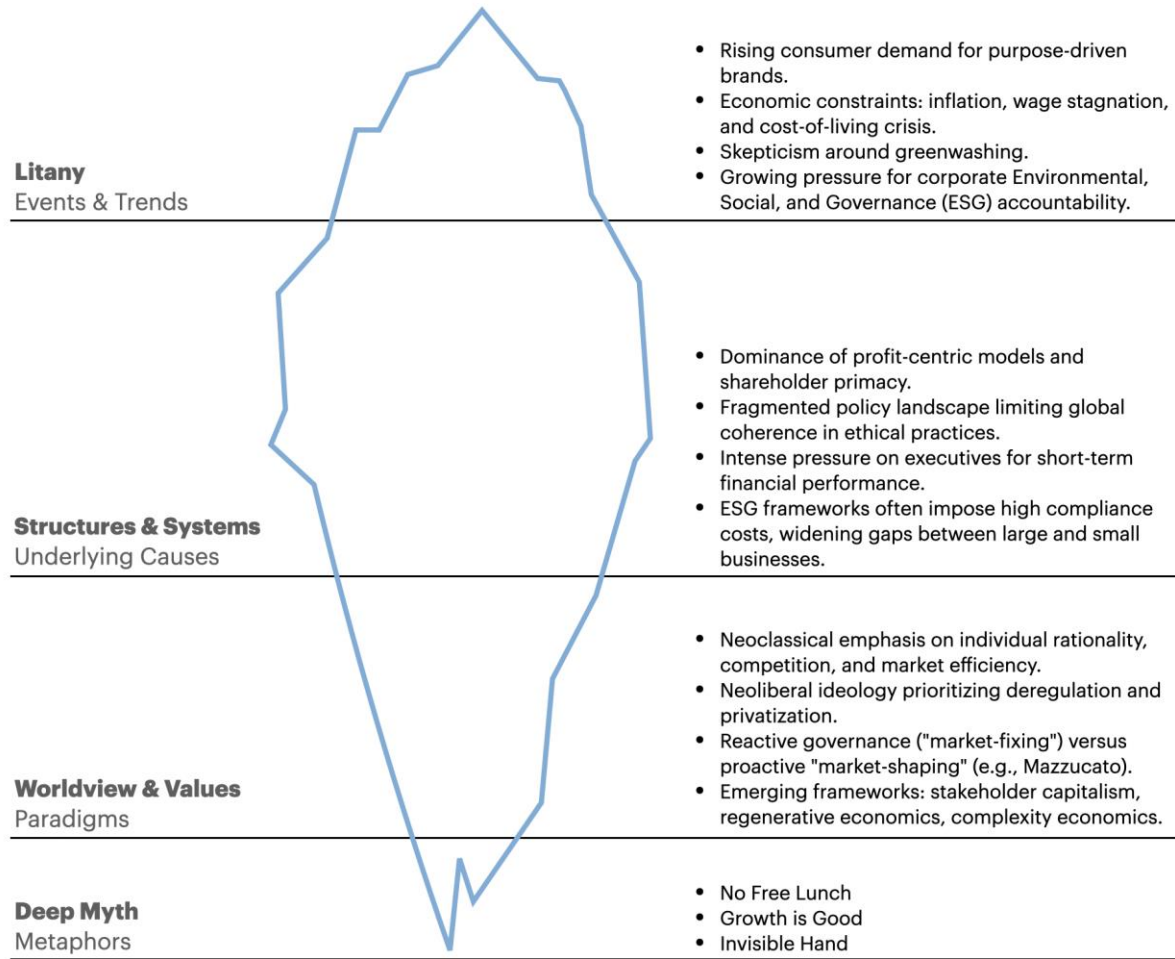 • Rising consumer demand for purpose-driven
brands.
• Economic constraints: inflation, wage stagnation,
and cost-of-living crisis.
• Skepticism around greenwashing.
• Growing pressure for corporate Environmental,
Social, and Governance (ESG) accountability.
Litany
Events & Trends
• Dominance of profit-centric models and
shareholder primacy.
• Fragmented policy landscape limiting global
coherence in ethical practices.
• Intense pressure on executives for short-term
financial performance.
• ESG frameworks often impose high compliance
costs, widening gaps between large and small
businesses.
Structures & Systems
Underlying Causes
• Neoclassical emphasis on individual rationality,
competition, and market efficiency.
• Neoliberal ideology prioritizing deregulation and
privatization.
• Reactive governance ("market-fixing") versus
proactive "market-shaping" (e.g., Mazzucato).
• Emerging frameworks: stakeholder capitalism,
regenerative economics, complexity economics.
Worldview & Values
Paradigms
• No Free Lunch
• Growth is Good
• Invisible Hand
Deep Myth
Metaphors